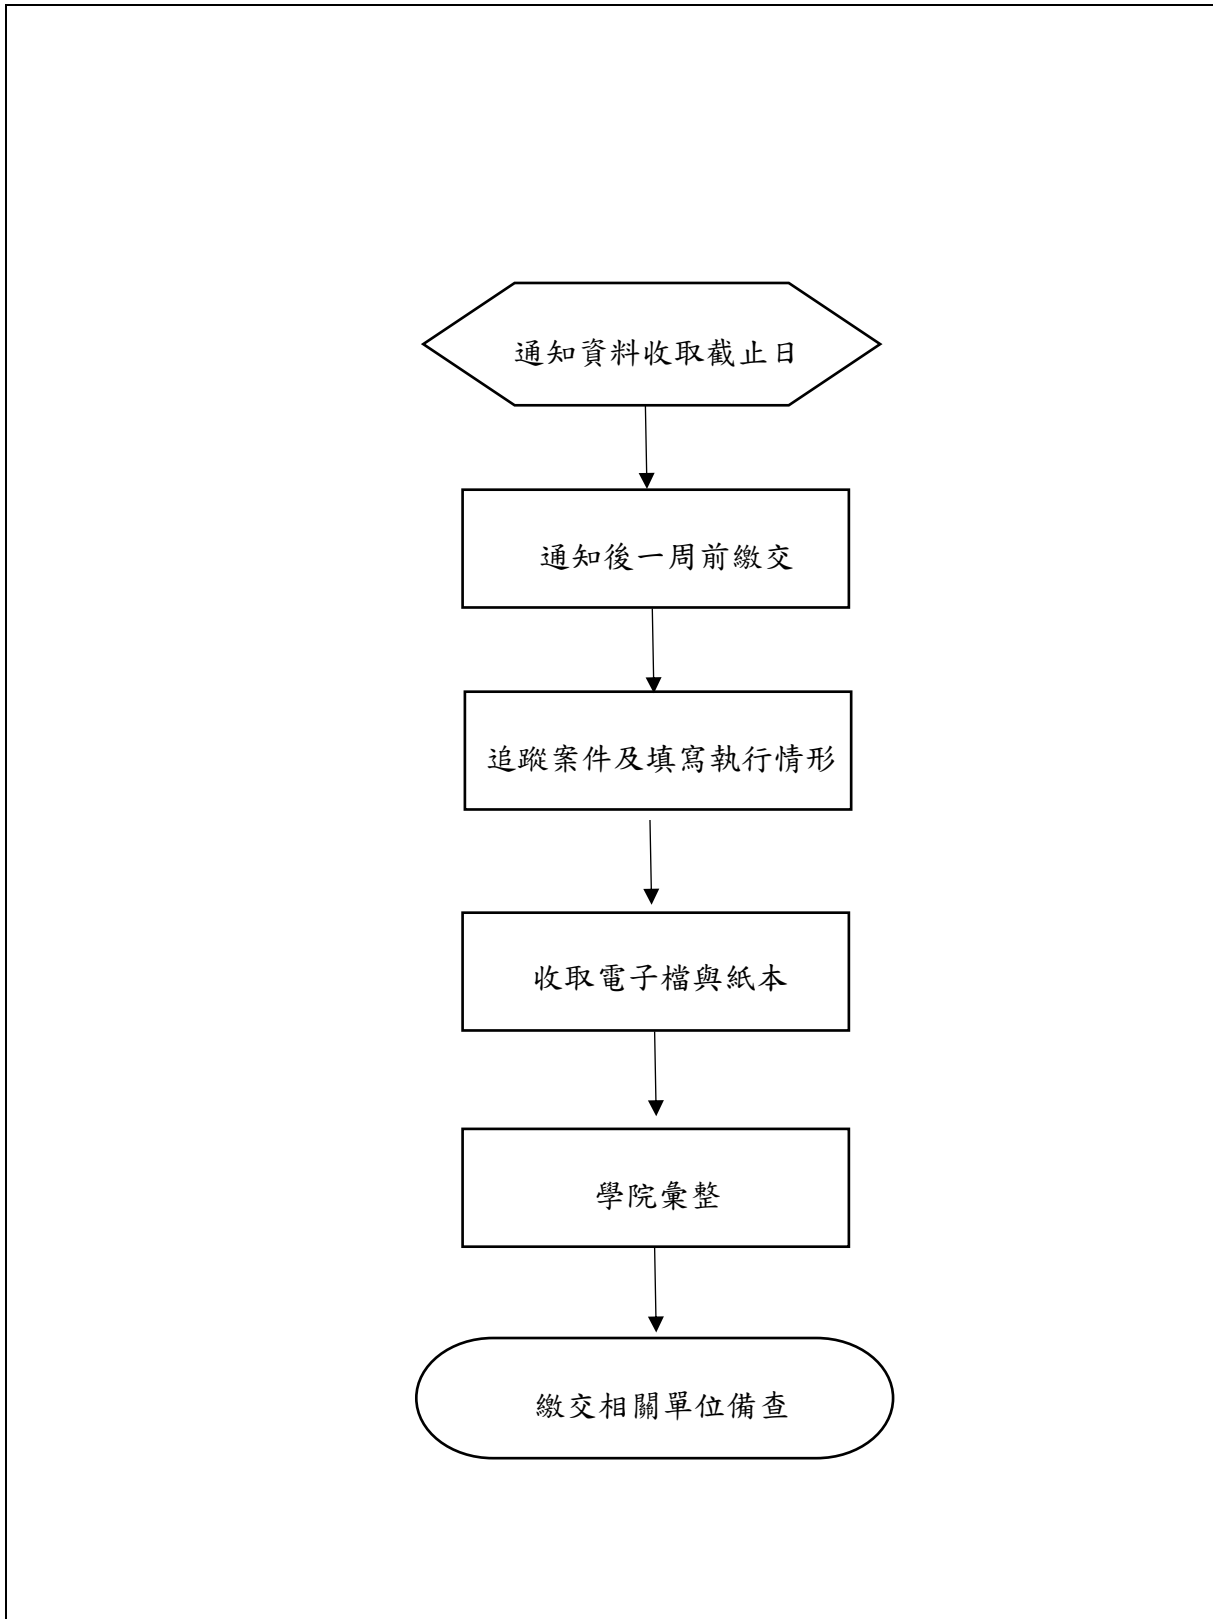 通知資料收取截止日
通知後一周前繳交
追蹤案件及填寫執行情形
收取電子檔與紙本
學院彙整
繳交相關單位備查